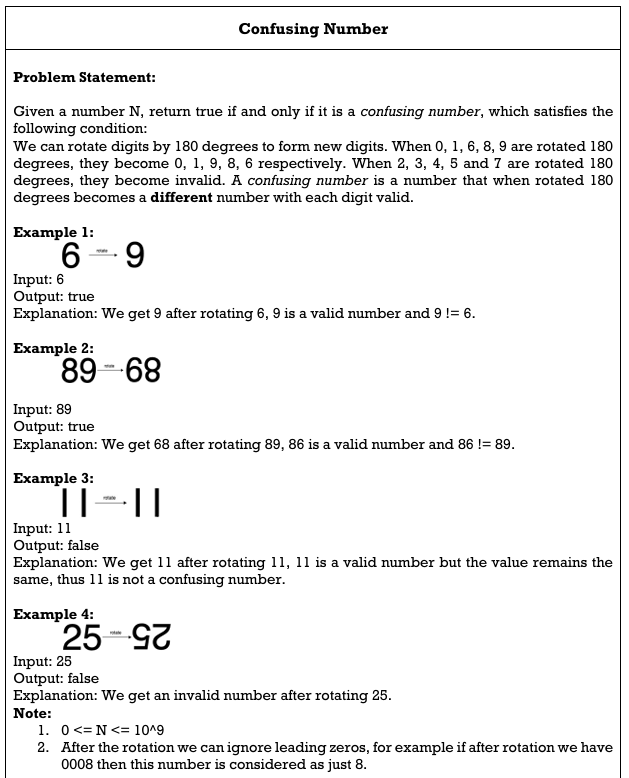 Confusing Number
Problem Statement:
Given a number N, return true if and only if it is a confusing number, which satisfies the
following condition:
We can rotate digits by 180 degrees to form new digits. When 0, 1, 6, 8, 9 are rotated 180
degrees, they become 0, 1, 9, 8, 6 respectively. When 2, 3, 4, 5 and 7 are rotated 180
degrees, they become invalid. A confusing number is a number that when rotated 180
degrees becomes a different number with each digit valid.
Example 1:
6 rotate 9
Input: 6
Output: true
Explanation: We get 9 after rotating 6, 9 is a valid number and 9 != 6.
Example 2:
89 rotate 68
Input: 89
Output: true
Explanation: We get 68 after rotating 89, 86 is a valid number and 86 != 89.
Example 3:
11 rotate 11
Input: 11
Output: false
Explanation: We get 11 after rotating 11, 11 is a valid number but the value remains the
same, thus 11 is not a confusing number.
Example 4:
25 rotate 52
Input: 25
Output: false
Explanation: We get an invalid number after rotating 25.
Note:
1. 0 <= N <= 10^9
2. After the rotation we can ignore leading zeros, for example if after rotation we have
0008 then this number is considered as just 8.